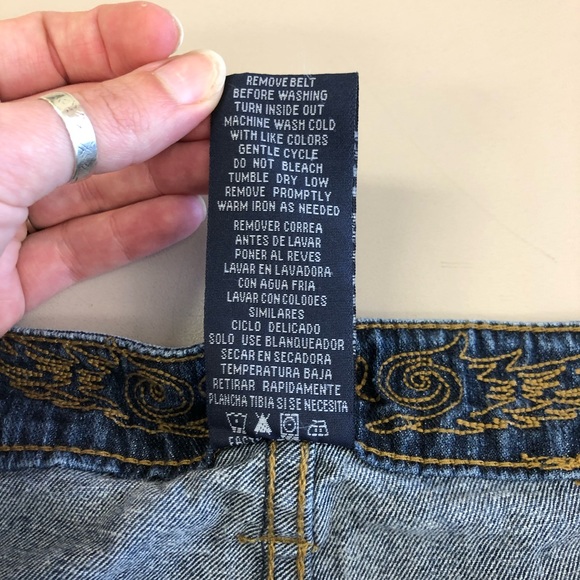 REMOVE BELT
BEFORE WASHING
TURN INSIDE OUT
MACHINE WASH COLD
WITH LIKE COLORS
GENTLE CYCLE
DO NOT BLEACH
TUMBLE DRY LOW
REMOVE PROMPTLY
WARM IRON AS NEEDED
REMOVER CORREA
ANTES DE LAVAR
PONER AL REVES
LAVAR EN LAVADORA
CON AGUA FRIA
LAVAR CON COLOOES
SIMILARES
CICLO DELICADO
SOLO USE BLANQUEADOR
SECAR EN SECADORA
TEMPERATURA BAJA
RETIRAR RAPIDAMENTE
PLANCHA TIBIA SI SE NECESITA